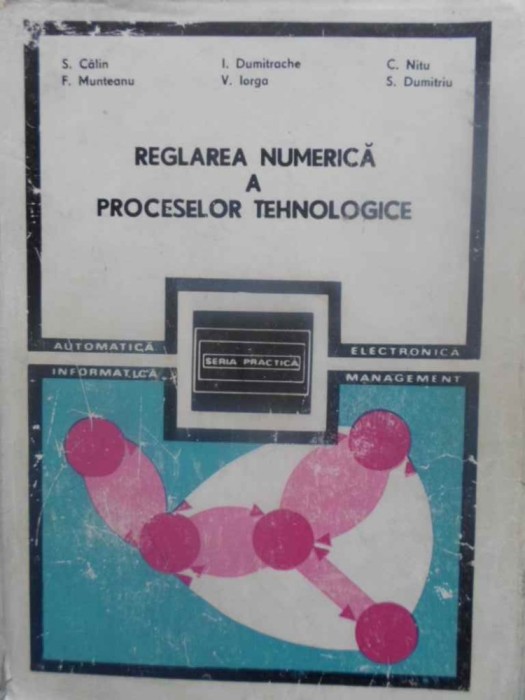 S. Călin I. Dumitrache C. Nitu
F. Munteanu V. Iorga S. Dumitriu
REGLAREA NUMERICĂ
A
PROCESELOR TEHNOLOGICE
SERIA PRACTICĂ
AUTOMATICA ELECTRONICA
INFORMATICA MANAGEMENT